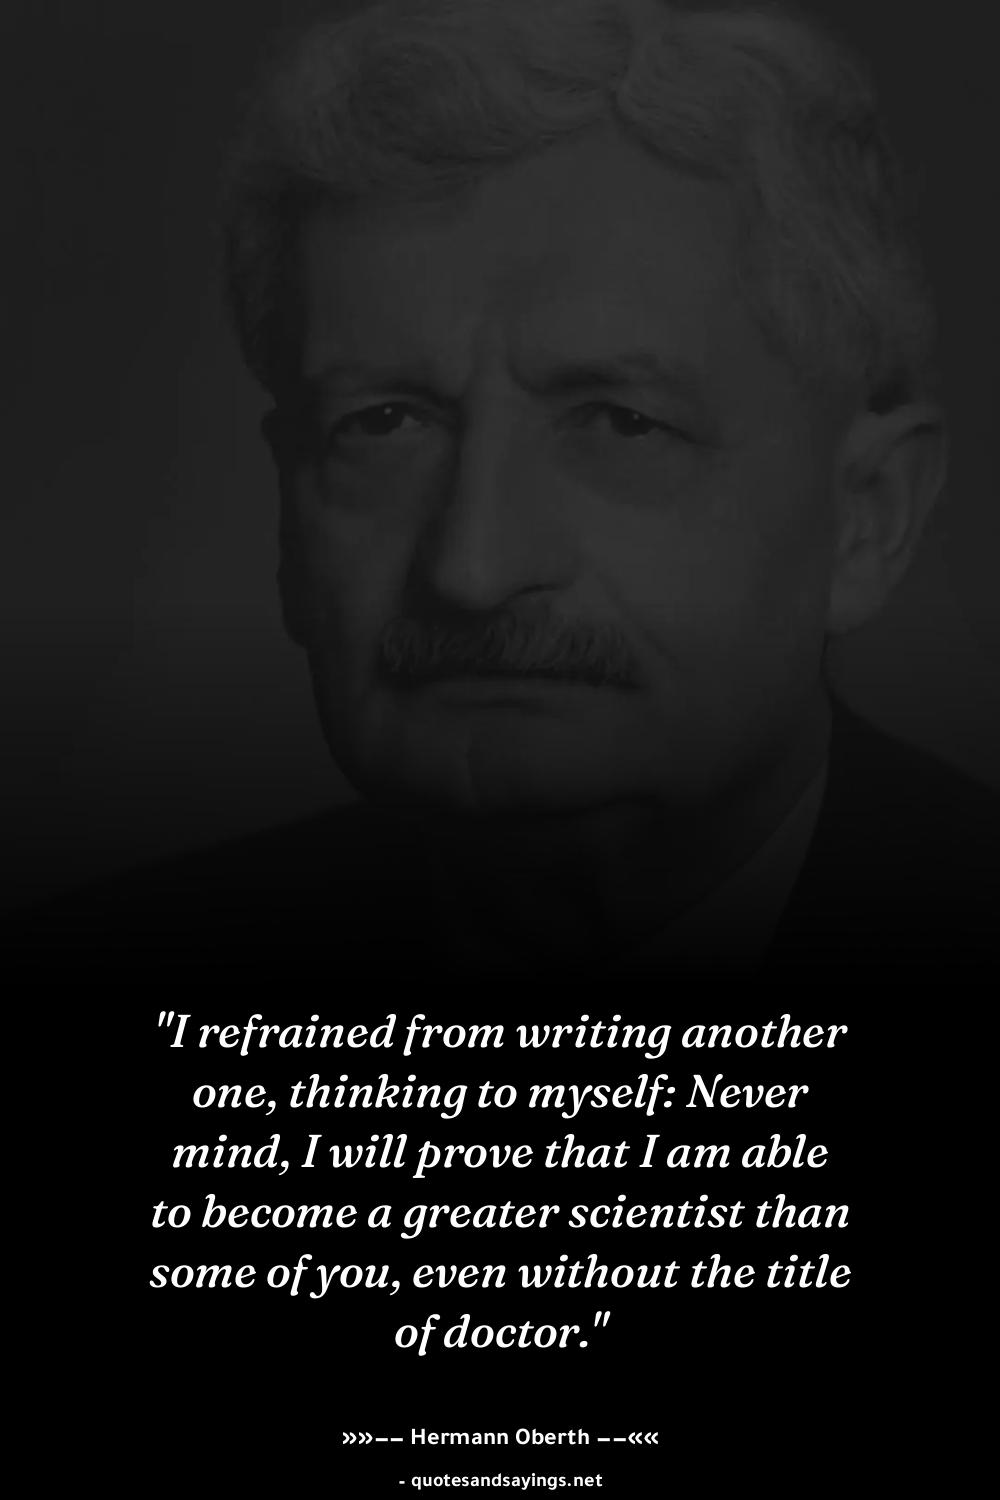 "I refrained from writing another
one, thinking to myself: Never
mind, I will prove that I am able
to become a greater scientist than
some of you, even without the title
of doctor."
»»−− Hermann Oberth −−««
- quotesandsayings.net